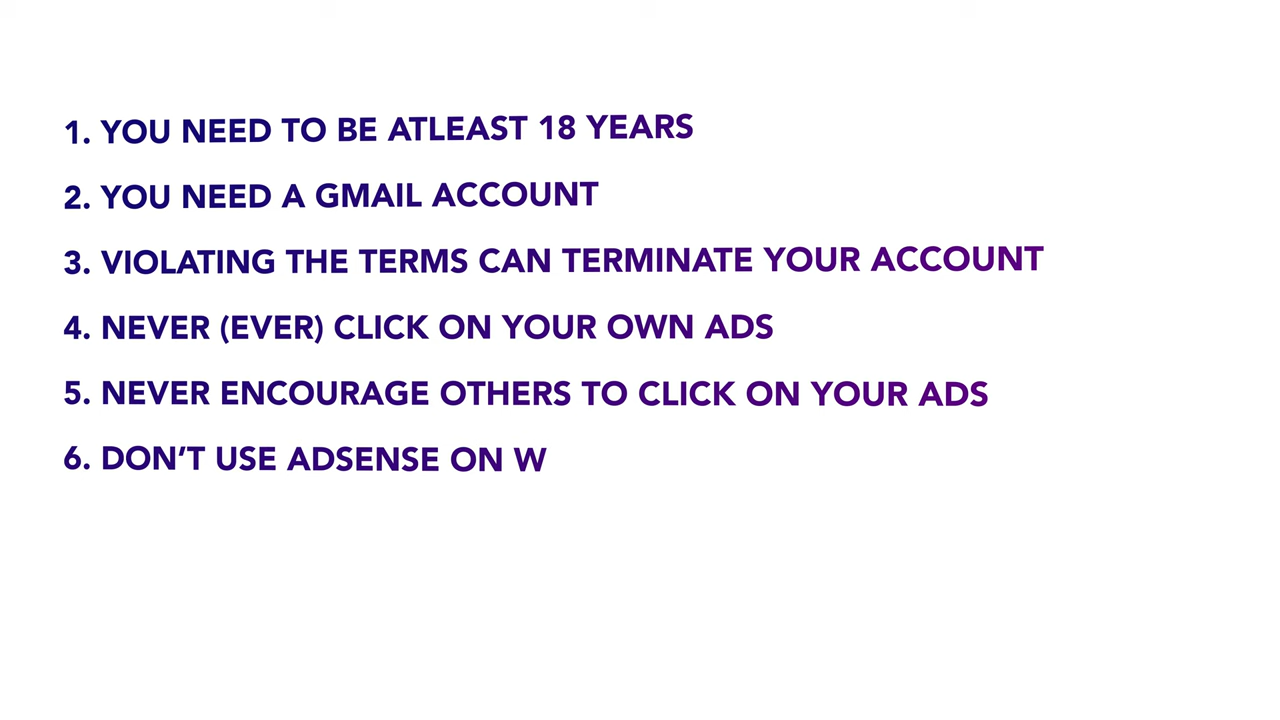 1. YOU NEED TO BE ATLEAST 18 YEARS
2. YOU NEED A GMAIL ACCOUNT
3. VIOLATING THE TERMS CAN TERMINATE YOUR ACCOUNT
4. NEVER (EVER) CLICK ON YOUR OWN ADS
5. NEVER ENCOURAGE OTHERS TO CLICK ON YOUR ADS
6. DON’T USE ADSENSE ON W